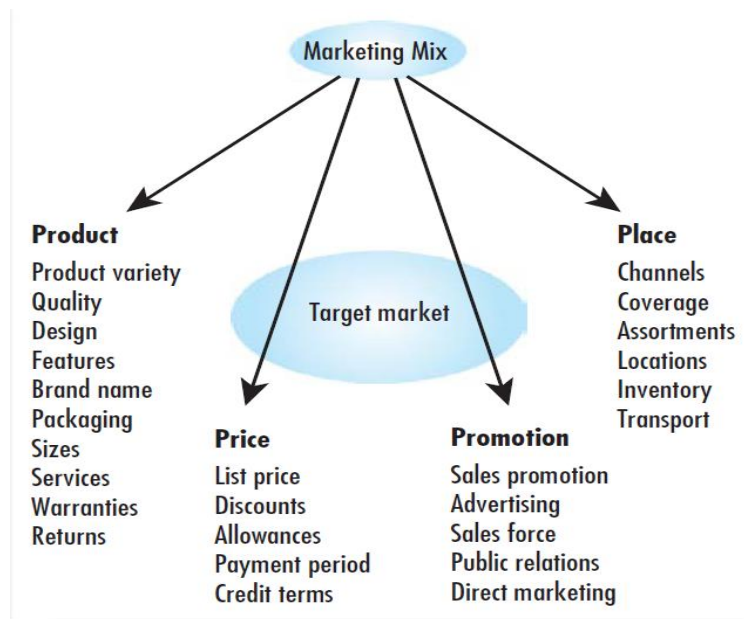 Marketing Mix
Product
Product variety
Quality
Design
Features
Brand name
Packaging
Sizes
Services
Warranties
Returns
Target market
Price
List price
Discounts
Allowances
Payment period
Credit terms
Promotion
Sales promotion
Advertising
Sales force
Public relations
Direct marketing
Place
Channels
Coverage
Assortments
Locations
Inventory
Transport